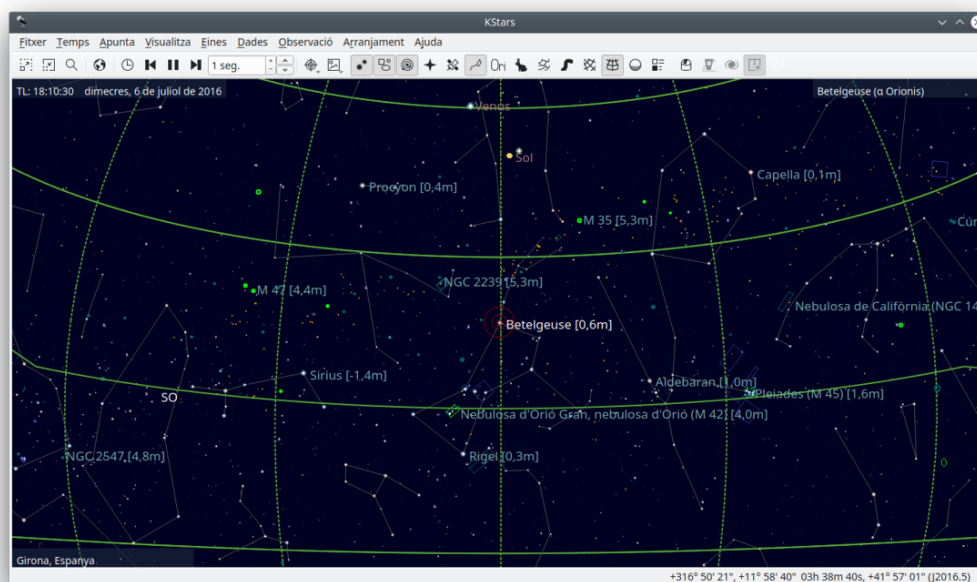 KStars
Fitxer Temps Apunta Visualitza Eines Dades Observació Arranjament Ajuda
1 seg.
TL: 18:10:30 dimecres, 6 de juliol de 2016
Betelgeuse (α Orionis)
Venus
Sol
Procyon [0,4m]
Capella [0,1m]
M 35 [5,3m]
Cúr
NGC 2239 [5,3m]
M 47 [4,4m]
Nebulosa de Califòrnia (NGC 14
Betelgeuse [0,6m]
Sirius [-1,4m]
Aldebaran [1,0m]
Plèiades (M 45) [1,6m]
SO
Nebulosa d'Orió Gran, nebulosa d'Orió (M 42) [4,0m]
NGC 2547 [4,8m]
Rigel [0,3m]
Girona, Espanya
+316° 50' 21", +11° 58' 40" 03h 38m 40s, +41° 57' 01" (J2016.5)